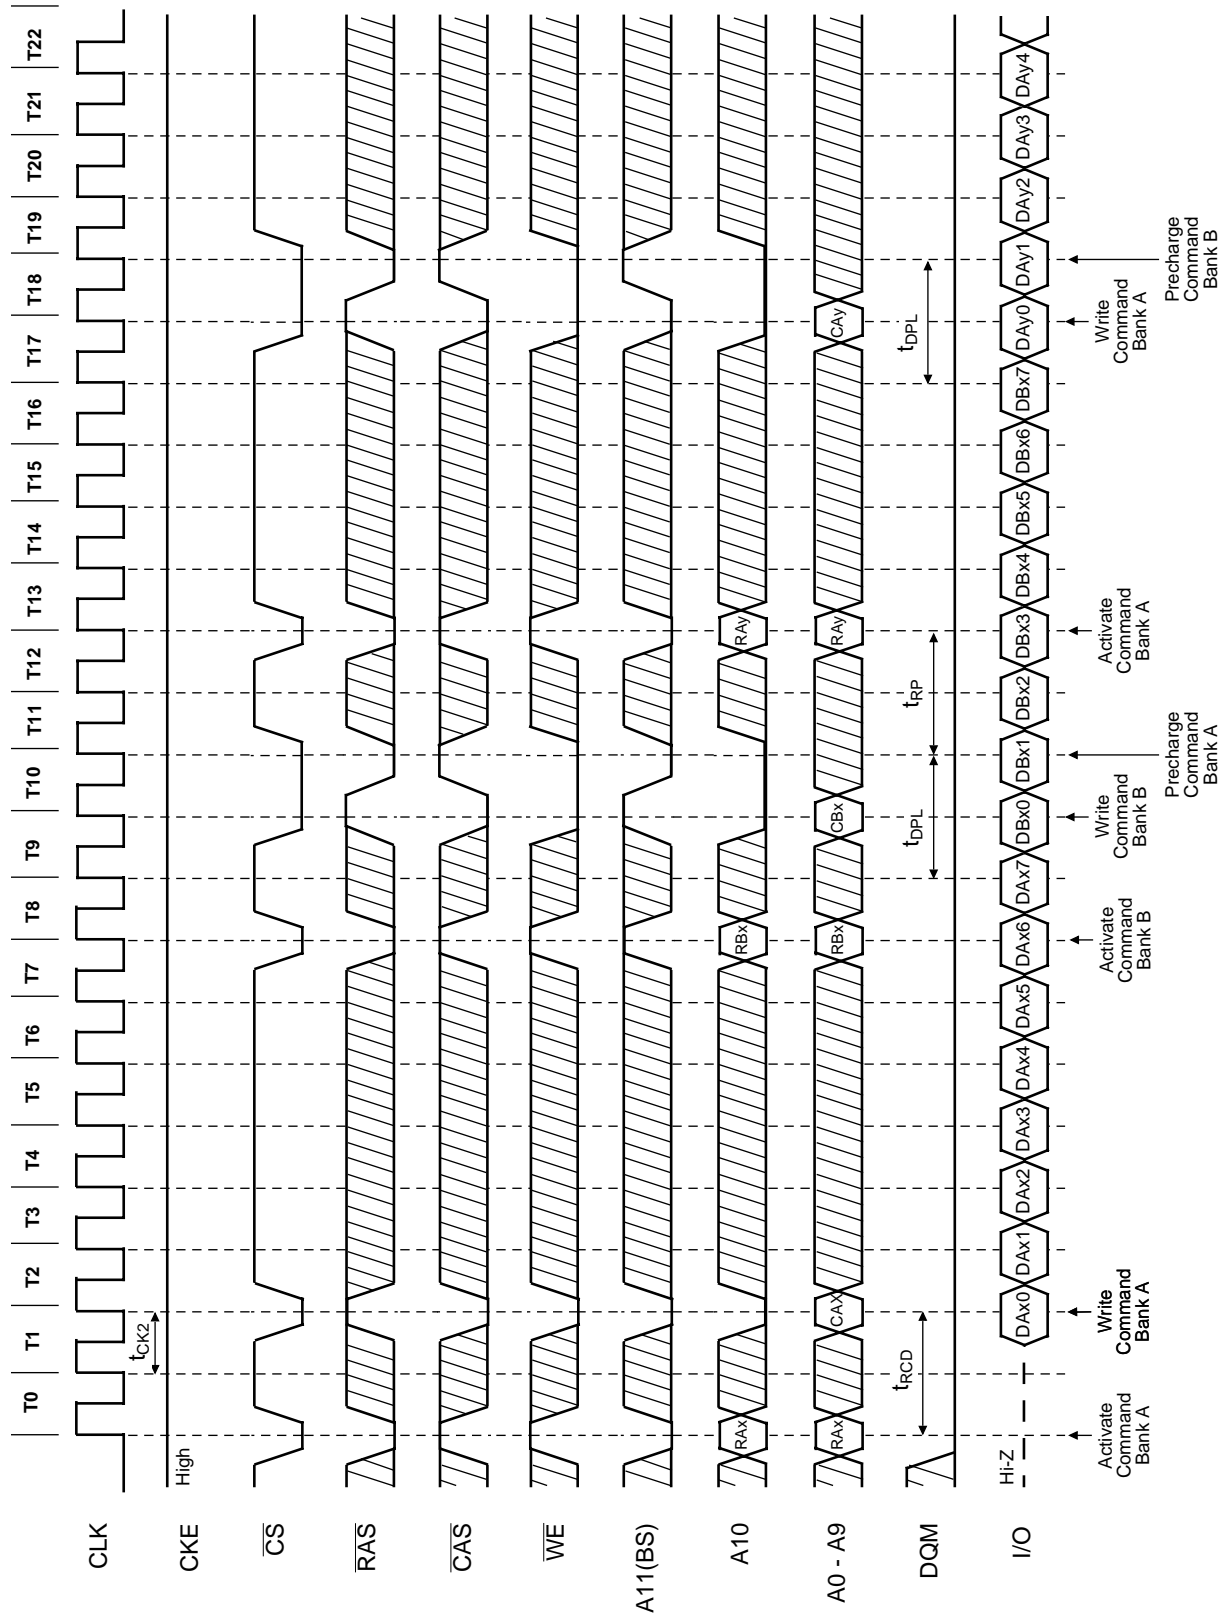 T0 T1 T2 T3 T4 T5 T6 T7 T8 T9 T10 T11 T12 T13 T14 T15 T16 T17 T18 T19 T20 T21 T22
CLK
tCK2
CKE
High
CS
RAS
CAS
WE
A11(BS)
A10
RAx RBx RAy
A0 - A9
RAx CAX RBx CBx RAy CAy
DQM
tRCD tDPL tRP tDPL
I/O
Hi-Z
DAx0 DAx1 DAx2 DAx3 DAx4 DAx5 DAx6 DAx7 DBx0 DBx1 DBx2 DBx3 DBx4 DBx5 DBx6 DBx7 DAy0 DAy1 DAy2 DAy3 DAy4
Activate
Command
Bank A
Write
Command
Bank A
Activate
Command
Bank B
Write
Command
Bank B
Precharge
Command
Bank A
Activate
Command
Bank A
Write
Command
Bank A
Precharge
Command
Bank B